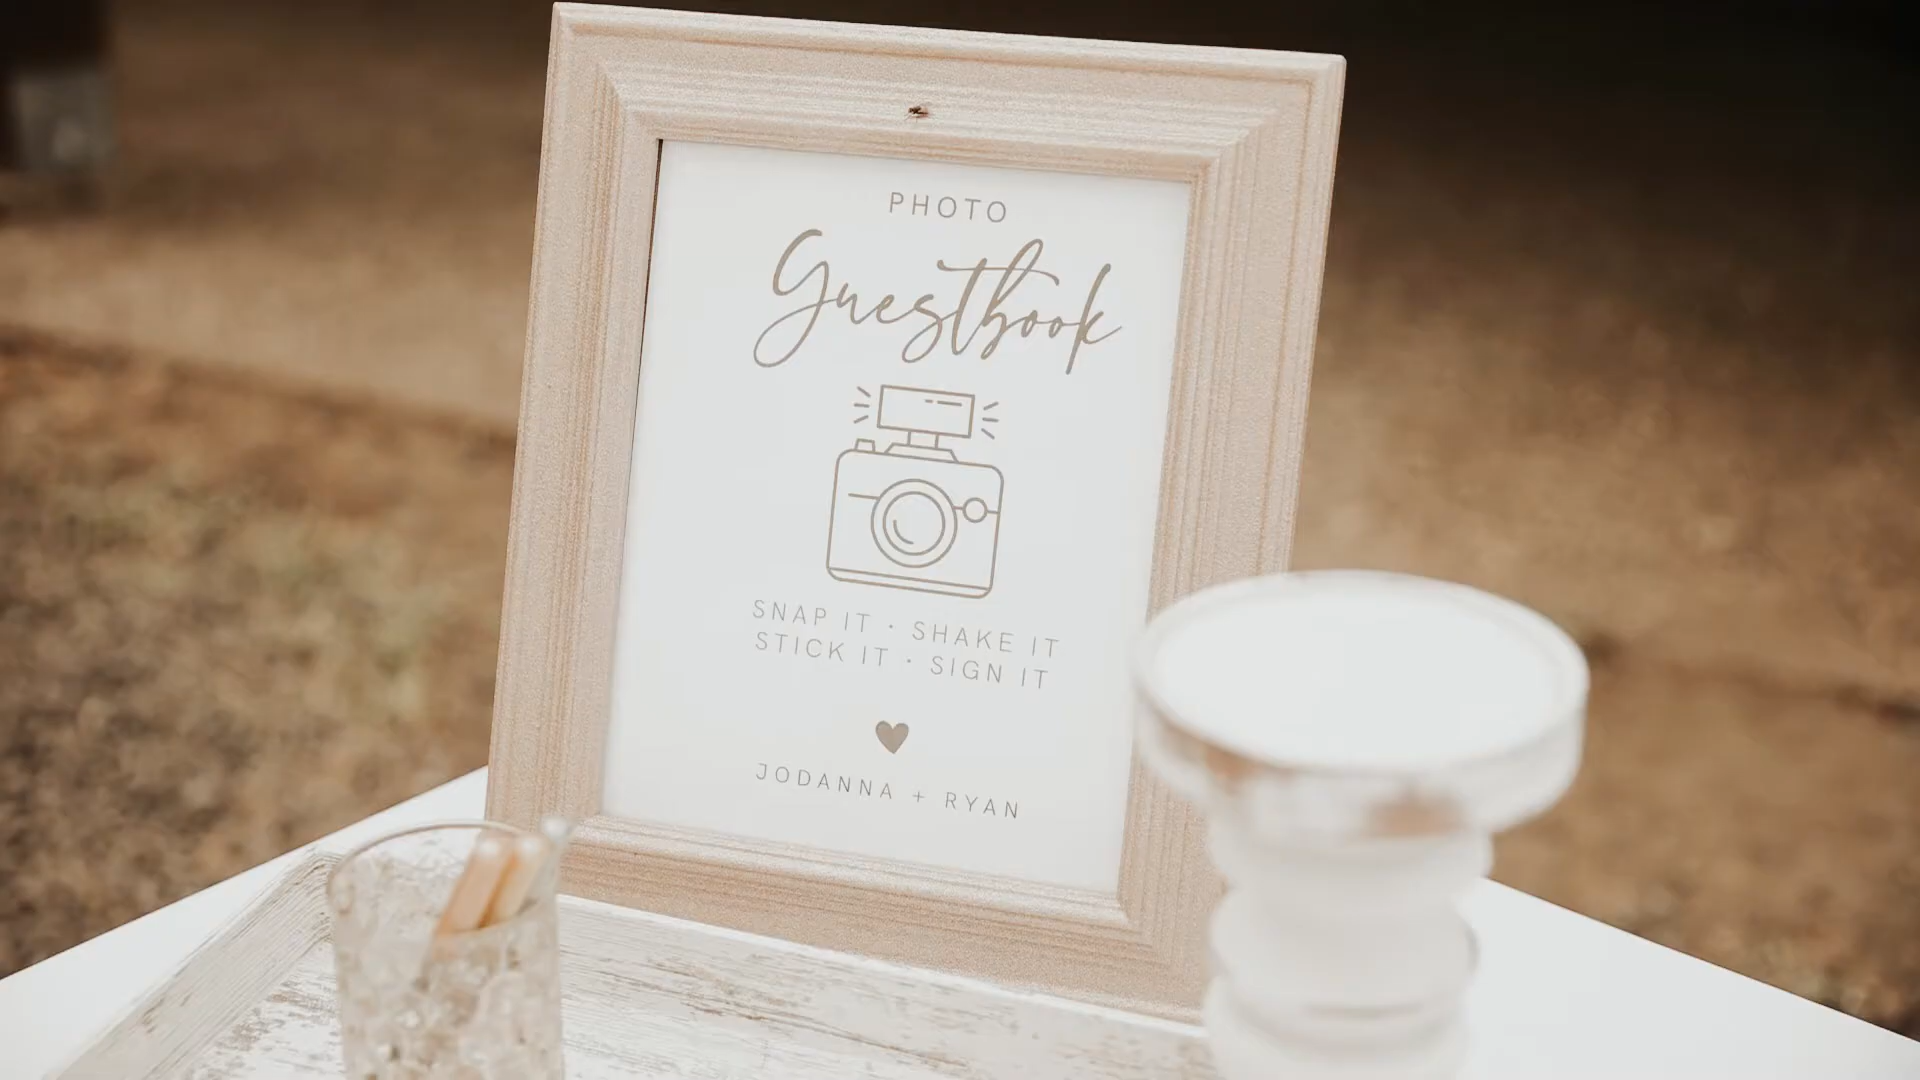 PHOTO
Guestbook
SNAP IT · SHAKE IT
STICK IT · SIGN IT
JODANNA + RYAN